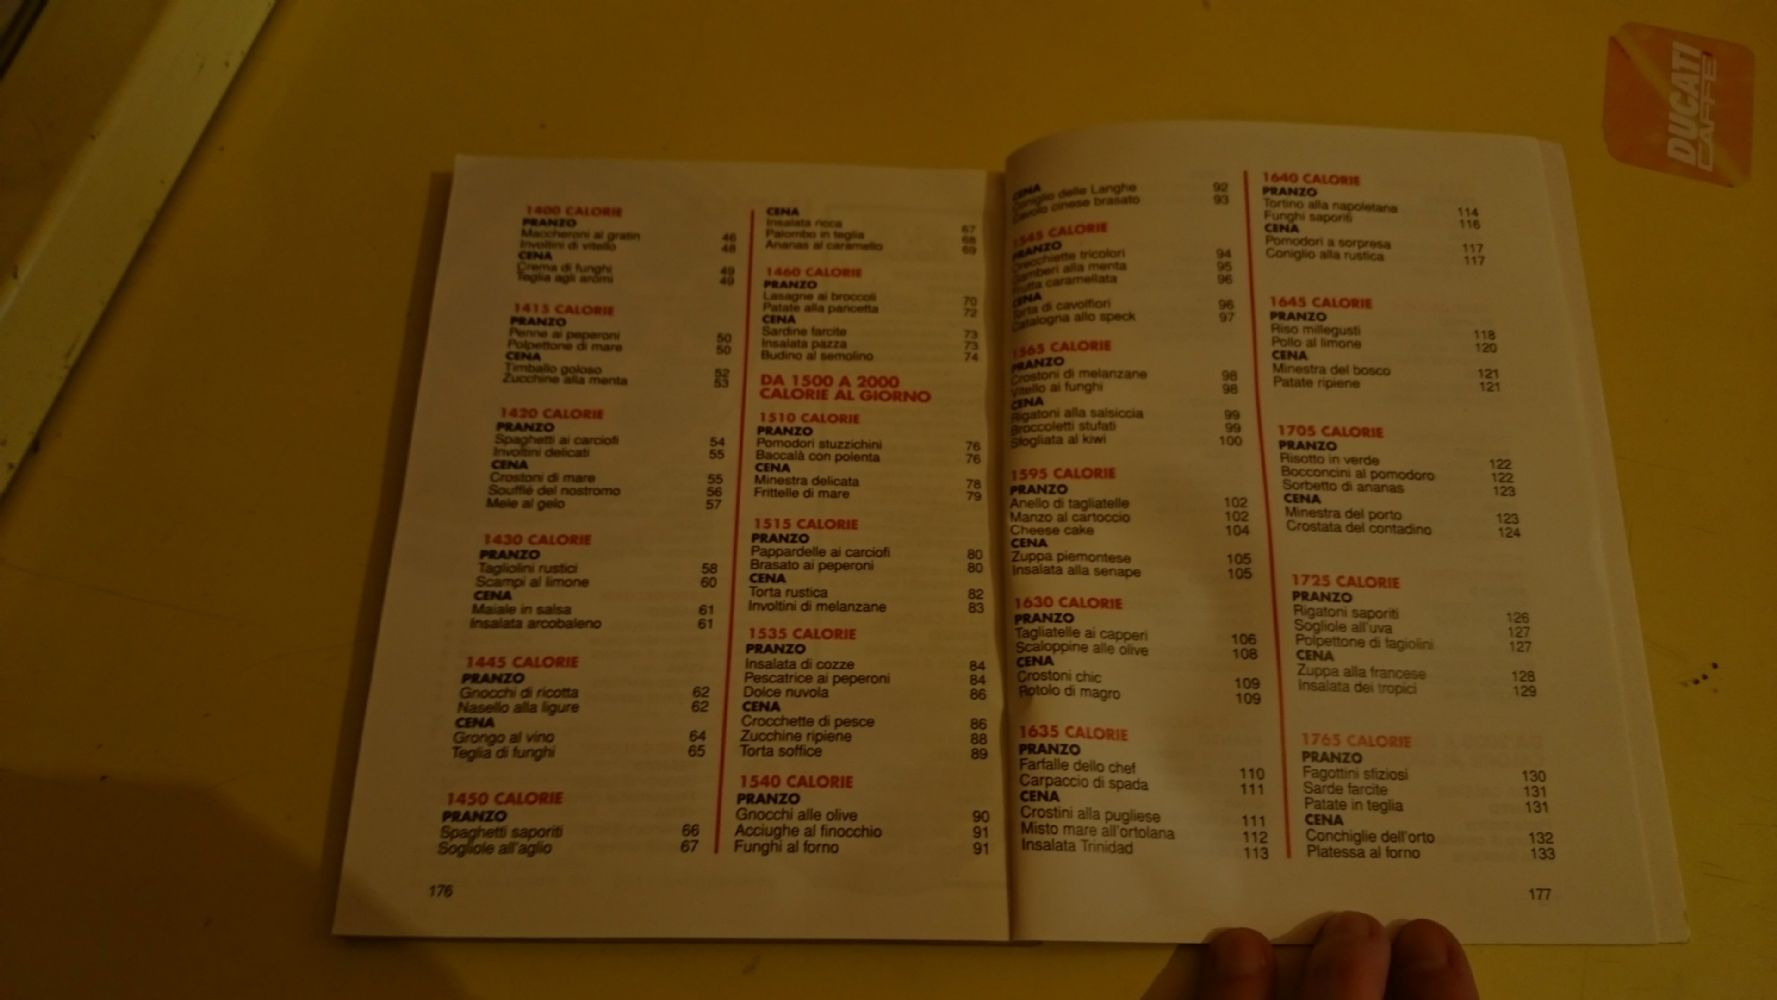 1400 CALORIE
PRANZO
Maccheroni al gratin 46
Involtini di vitello 48
CENA
Crema di funghi 49
Teglia agli aromi 49
1415 CALORIE
PRANZO
Penne ai peperoni 50
Polpettone di mare 50
CENA
Timballo goloso 52
Zucchine alla menta 53
1420 CALORIE
PRANZO
Spaghetti ai carciofi 54
Involtini delicati 55
CENA
Crostoni di mare 55
Soufflé del nostromo 56
Mele al gelo 57
1430 CALORIE
PRANZO
Tagliolini rustici 58
Scampi al limone 60
CENA
Maiale in salsa 61
Insalata arcobaleno 61
1445 CALORIE
PRANZO
Gnocchi di ricotta 62
Nasello alla ligure 62
CENA
Grongo al vino 64
Teglia di funghi 65
1450 CALORIE
PRANZO
Spaghetti saporiti 66
Sogliole all'aglio 67
CENA
Insalata ricca 67
Palombo in teglia 68
Ananas al caramello 69
1460 CALORIE
PRANZO
Lasagne ai broccoli 70
Patate alla pancetta 72
CENA
Sardine farcite 73
Insalata pazza 73
Budino al semolino 74
DA 1500 A 2000
CALORIE AL GIORNO
1510 CALORIE
PRANZO
Pomodori stuzzichini 76
Baccalà con polenta 76
CENA
Minestra delicata 78
Frittelle di mare 79
1515 CALORIE
PRANZO
Pappardelle ai carciofi 80
Brasato ai peperoni 80
CENA
Torta rustica 82
Involtini di melanzane 83
1535 CALORIE
PRANZO
Insalata di cozze 84
Pescatrice ai peperoni 84
Dolce nuvola 86
CENA
Crocchette di pesce 86
Zucchine ripiene 88
Torta soffice 89
1540 CALORIE
PRANZO
Gnocchi alle olive 90
Acciughe al finocchio 91
Funghi al forno 91
176
CENA
Coniglio delle Langhe 92
Cavolo cinese brasato 93
1545 CALORIE
PRANZO
Orecchiette tricolori 94
Gamberi alla menta 95
Frutta caramellata 96
CENA
Torta di cavolfiori 96
Catalogna allo speck 97
1565 CALORIE
PRANZO
Crostoni di melanzane 98
Vitello ai funghi 98
CENA
Rigatoni alla salsiccia 99
Broccoletti stufati 99
Sfogliata al kiwi 100
1595 CALORIE
PRANZO
Anello di tagliatelle 102
Manzo al cartoccio 102
Cheese cake 104
CENA
Zuppa piemontese 105
Insalata alla senape 105
1630 CALORIE
PRANZO
Tagliatelle ai capperi 106
Scaloppine alle olive 108
CENA
Crostoni chic 109
Rotolo di magro 109
1635 CALORIE
PRANZO
Farfalle dello chef 110
Carpaccio di spada 111
CENA
Crostini alla pugliese 111
Misto mare all'ortolana 112
Insalata Trinidad 113
1640 CALORIE
PRANZO
Tortino alla napoletana 114
Funghi saporiti 116
CENA
Pomodori a sorpresa 117
Coniglio alla rustica 117
1645 CALORIE
PRANZO
Riso millegusti 118
Pollo al limone 120
CENA
Minestra del bosco 121
Patate ripiene 121
1705 CALORIE
PRANZO
Risotto in verde 122
Bocconcini al pomodoro 122
Sorbetto di ananas 123
CENA
Minestra del porto 123
Crostata del contadino 124
1725 CALORIE
PRANZO
Rigatoni saporiti 126
Sogliole all'uva 127
Polpettone di fagiolini 127
CENA
Zuppa alla francese 128
Insalata dei tropici 129
1765 CALORIE
PRANZO
Fagottini sfiziosi 130
Sarde farcite 131
Patate in teglia 131
CENA
Conchiglie dell'orto 132
Platessa al forno 133
177
DUCATI
CAFFE'